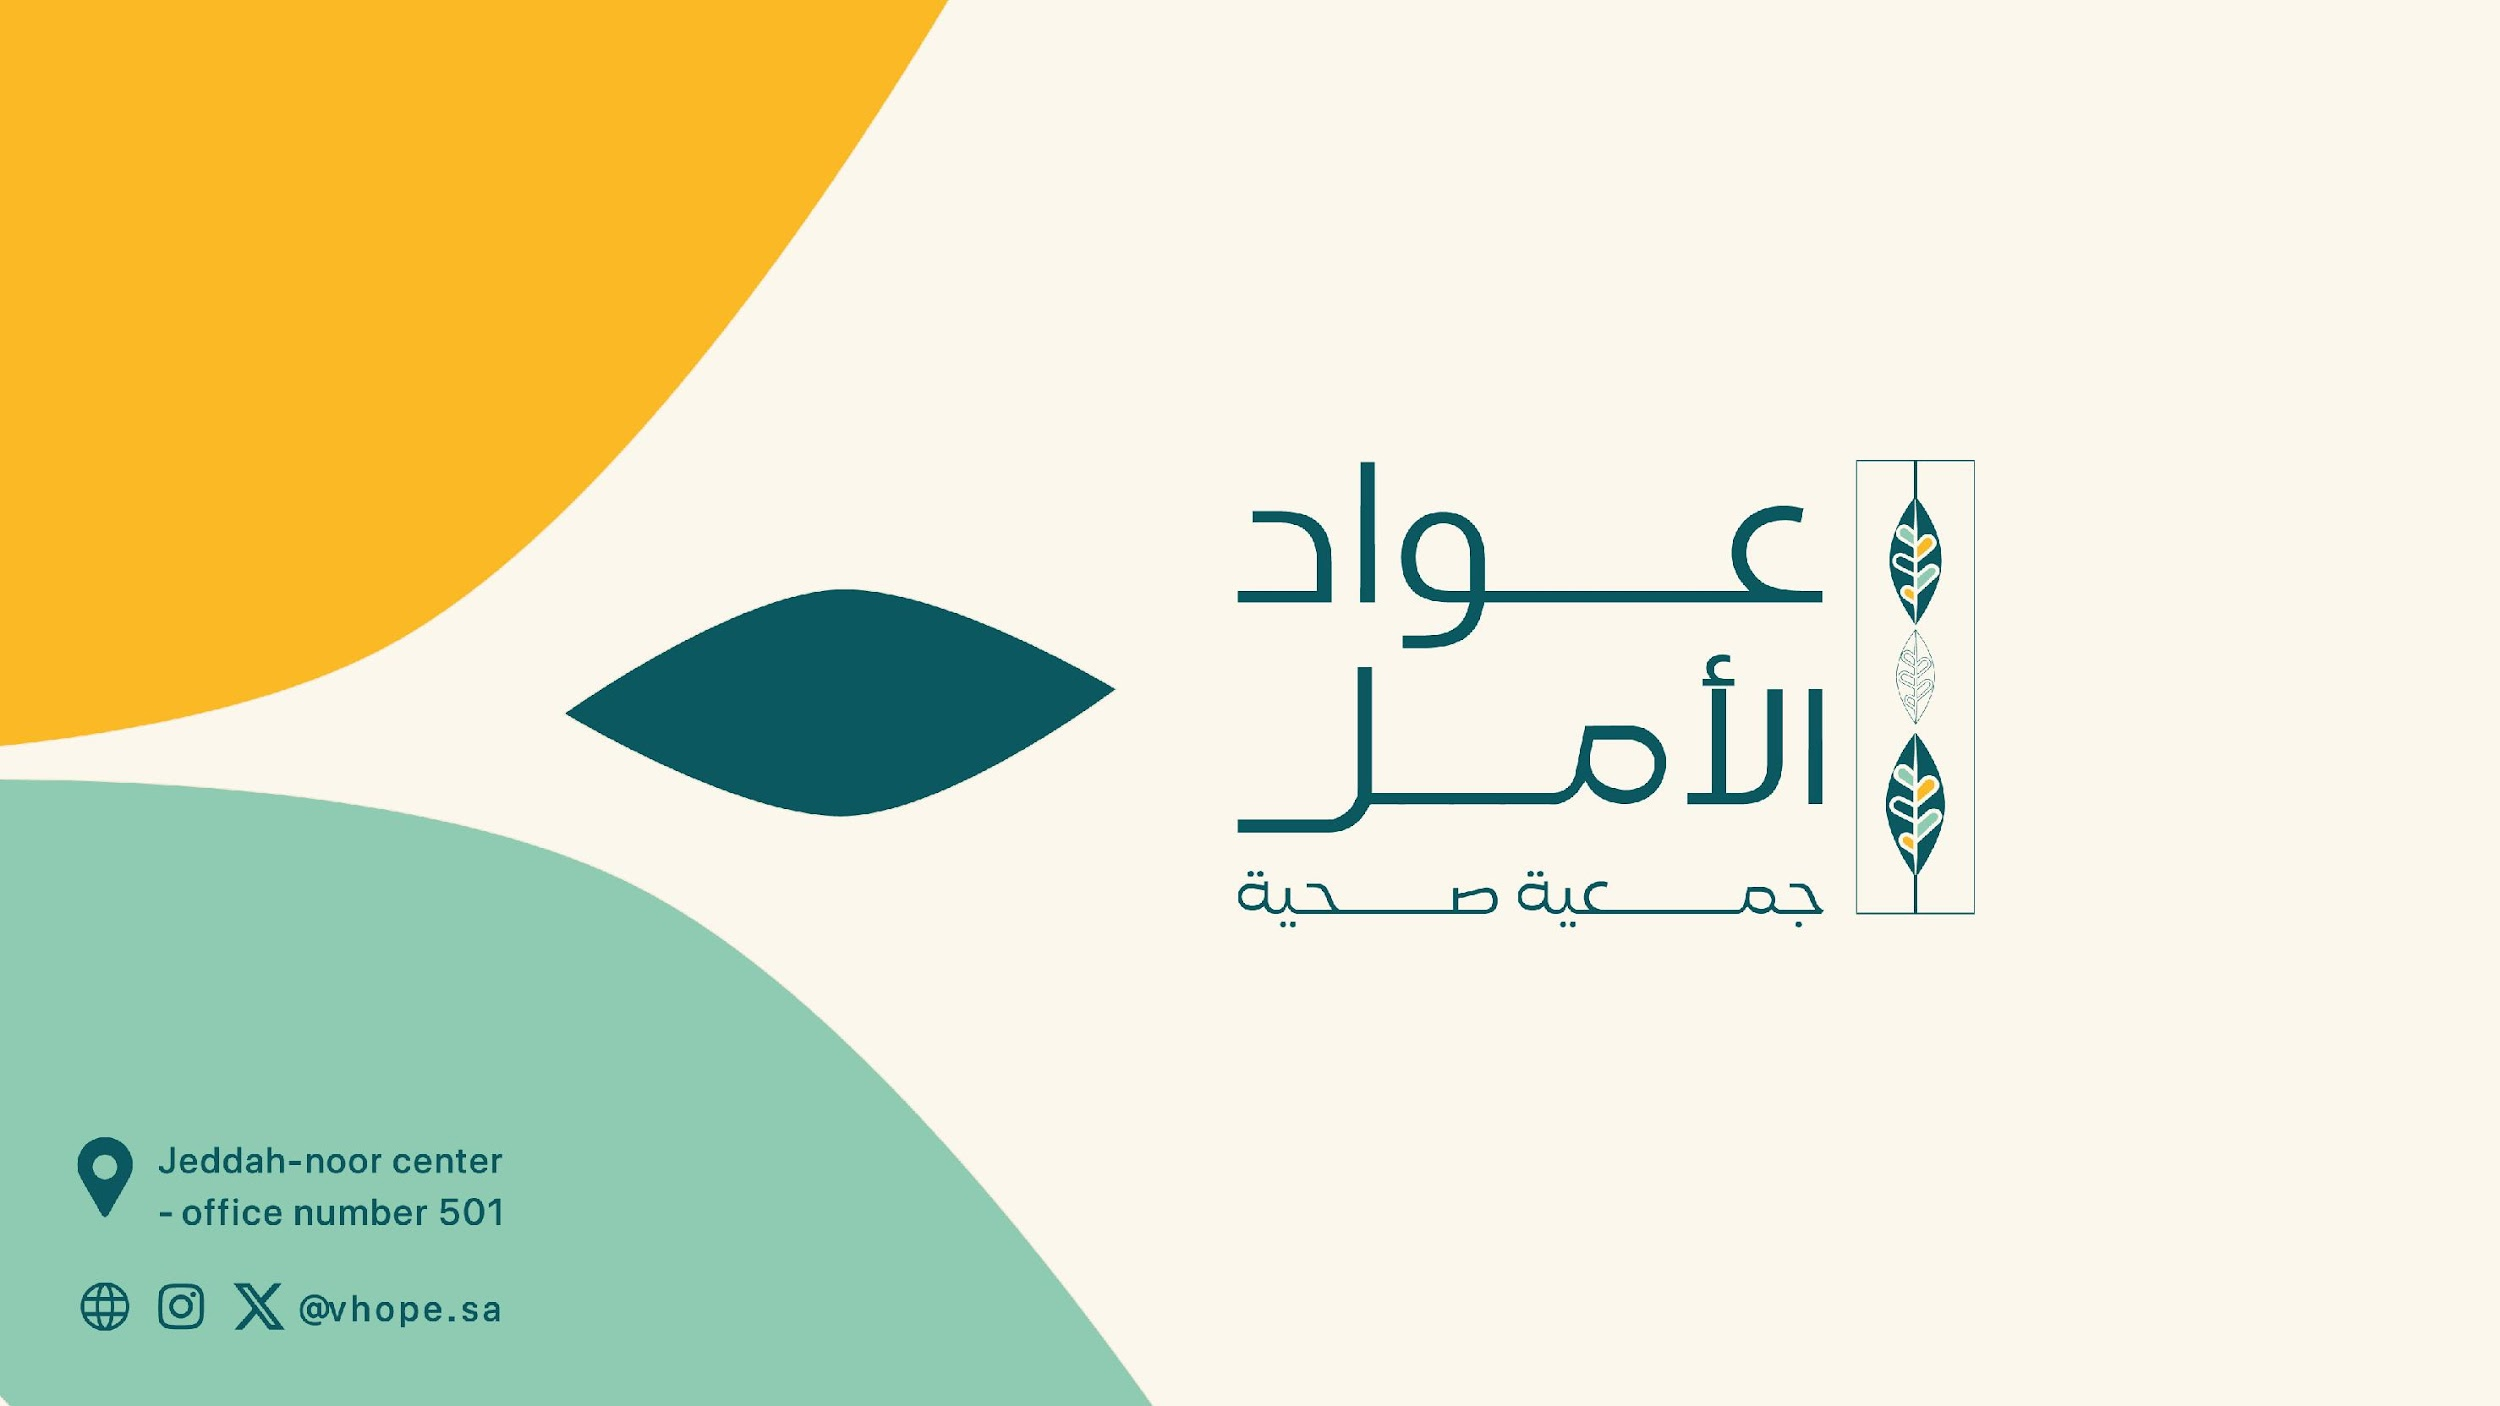 عواد
الأمل
جمعية صحية
Jeddah-noor center
- office number 501
@vhope.sa